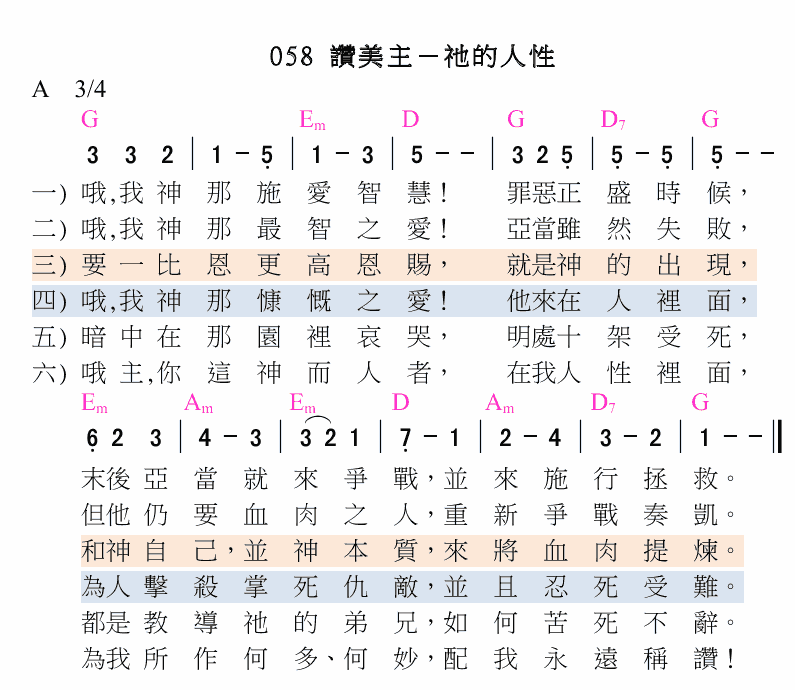 058 讚美主－祂的人性
A 3/4
G Em D G D7 G
3 3 2 | 1 - 5̣ | 1 - 3 | 5 - - | 3 2 5̣ | 5̣ - 5̣ | 5̣ - -
一) 哦,我 神 那 施 愛 智 慧！ 罪惡正 盛 時 候，
二) 哦,我 神 那 最 智 之 愛！ 亞當雖 然 失 敗，
三) 要 一 比 恩 更 高 恩 賜， 就是神 的 出 現，
四) 哦,我 神 那 慷 慨 之 愛！ 他來在 人 裡 面，
五) 暗 中 在 那 園 裡 哀 哭， 明處十 架 受 死，
六) 哦 主,你 這 神 而 人 者， 在我人 性 裡 面，
Em Am Em D Am D7 G
6̣ 2 3 | 4 - 3 | 3 2 1 | 7̣ - 1 | 2 - 4 | 3 - 2 | 1 - - ‖
末後 亞 當 就 來 爭 戰，並 來 施 行 拯 救。
但他 仍 要 血 肉 之 人，重 新 爭 戰 奏 凱。
和神 自 己，並 神 本 質，來 將 血 肉 提 煉。
為人 擊 殺 掌 死 仇 敵，並 且 忍 死 受 難。
都是 教 導 祂 的 弟 兄，如 何 苦 死 不 辭。
為我 所 作 何 多、何 妙，配 我 永 遠 稱 讚！